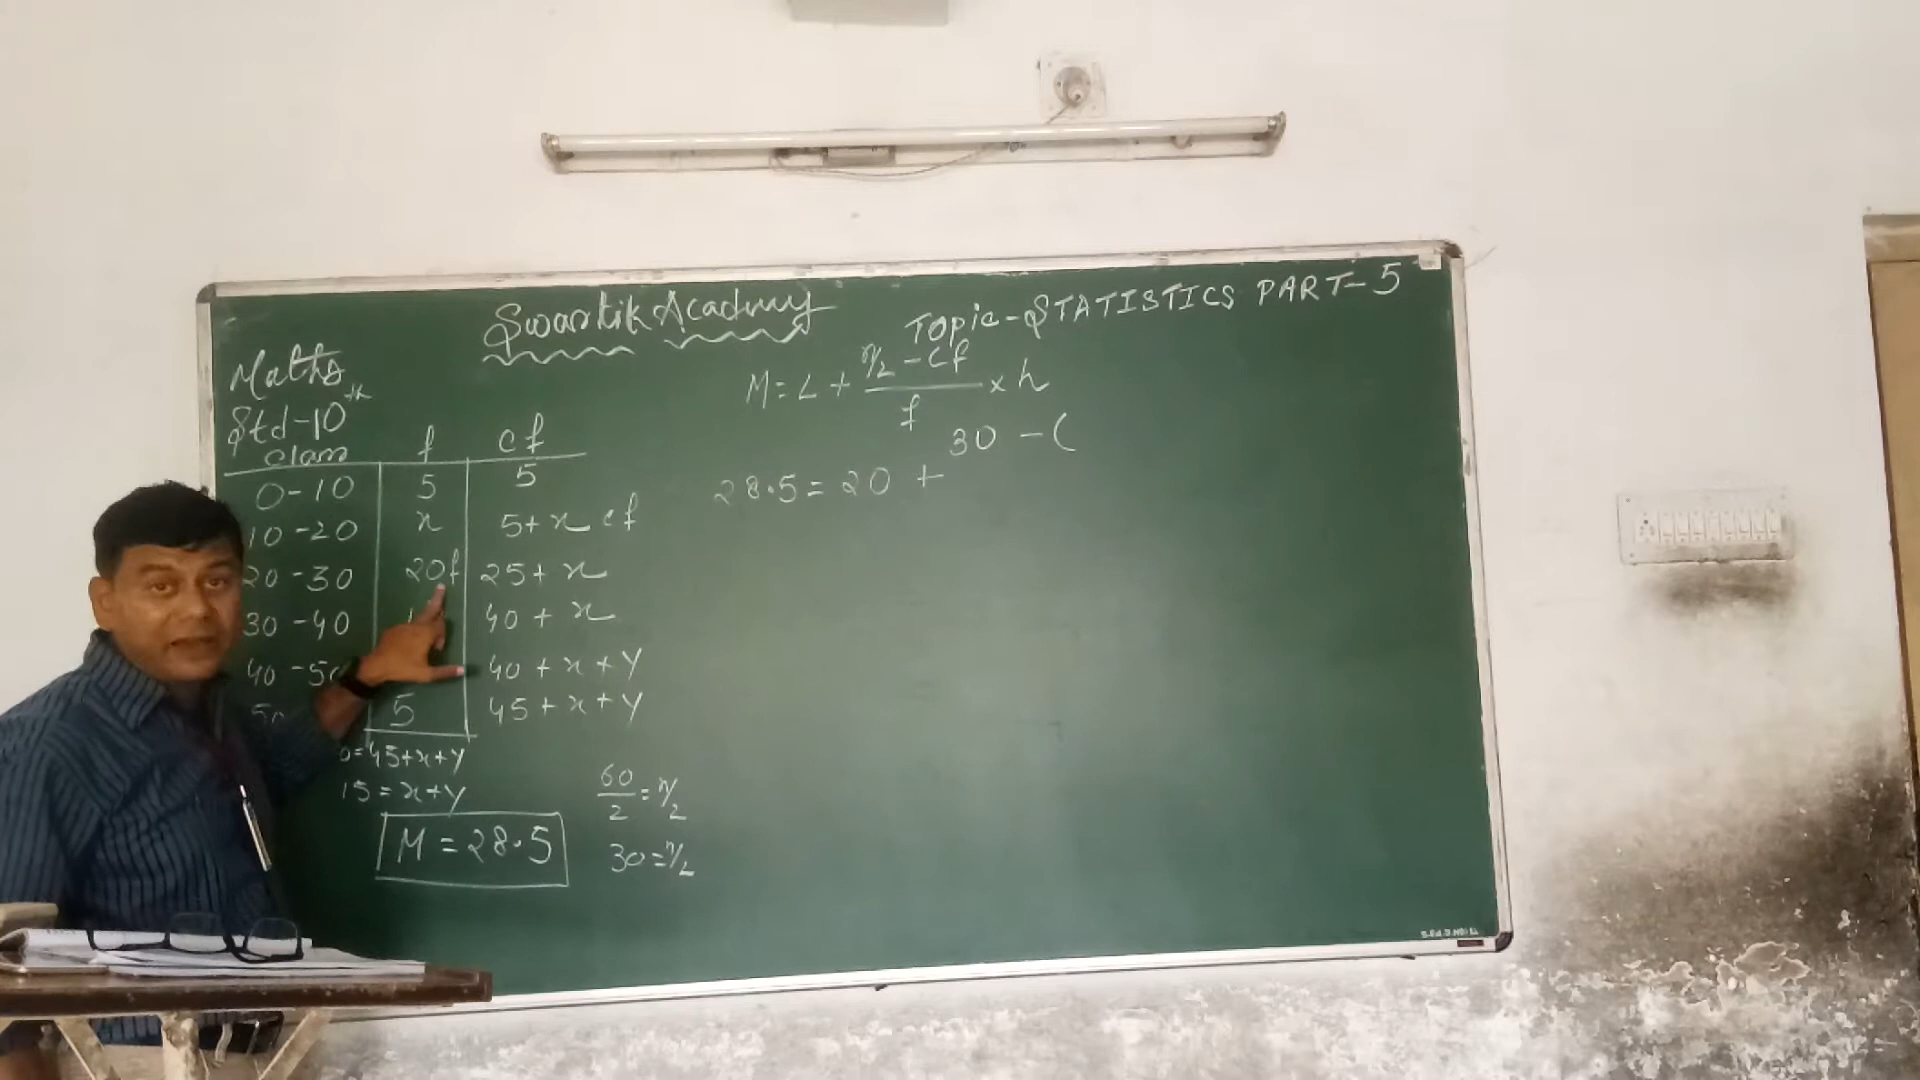 Swastik Academy
Topic - STATISTICS PART-5
Maths
Std-10th
class f cf
0-10 5 5
10-20 x 5+x cf
20-30 20f 25+x
30-40 40+x
40-50 40+x+y
5 45+x+y
0=45+x+y
15=x+y
M=28.5
60/2=n/2
30=n/2
M=L+ n/2-cf/f ×h
28.5=20+ 30-(